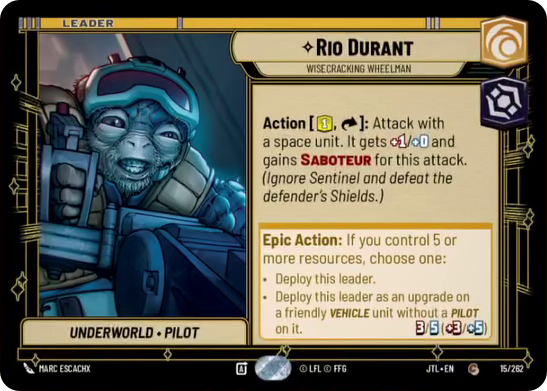 LEADER
RIO DURANT
WISECRACKING WHEELMAN
Action [1, ]: Attack with
a space unit. It gets +1/+0 and
gains SABOTEUR for this attack.
(Ignore Sentinel and defeat the
defender's Shields.)
Epic Action: If you control 5 or
more resources, choose one:
• Deploy this leader.
• Deploy this leader as an upgrade on
a friendly VEHICLE unit without a PILOT
on it.
3/5 (+3/+5)
UNDERWORLD • PILOT
MARC ESCACHX
© LFL © FFG
JTL • EN
C
15/262